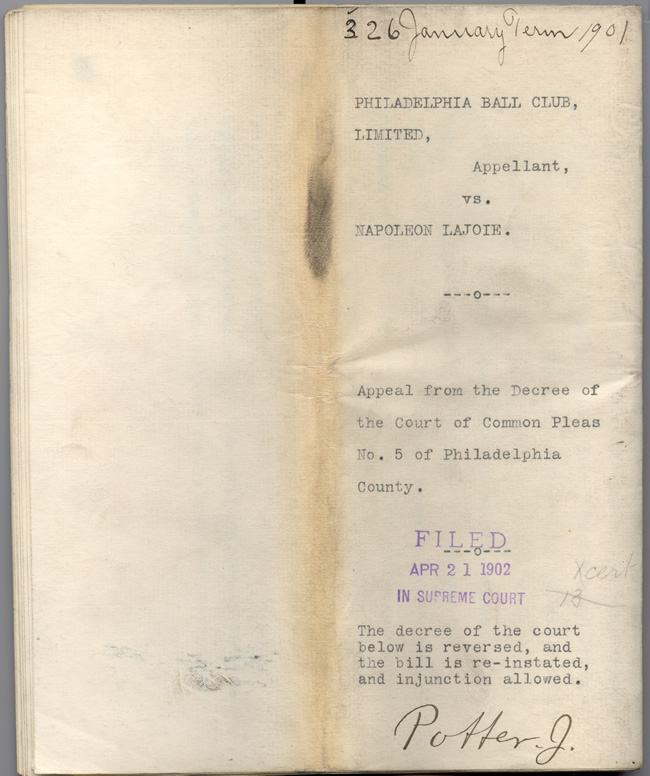 326 January Term 1901
PHILADELPHIA BALL CLUB,
LIMITED,
Appellant,
vs.
NAPOLEON LAJOIE.
---o---
Appeal from the Decree of
the Court of Common Pleas
No. 5 of Philadelphia
County.
FILED
---o---
APR 21 1902
IN SUPREME COURT
The decree of the court
below is reversed, and
the bill is re-instated,
and injunction allowed.
Potter. J.